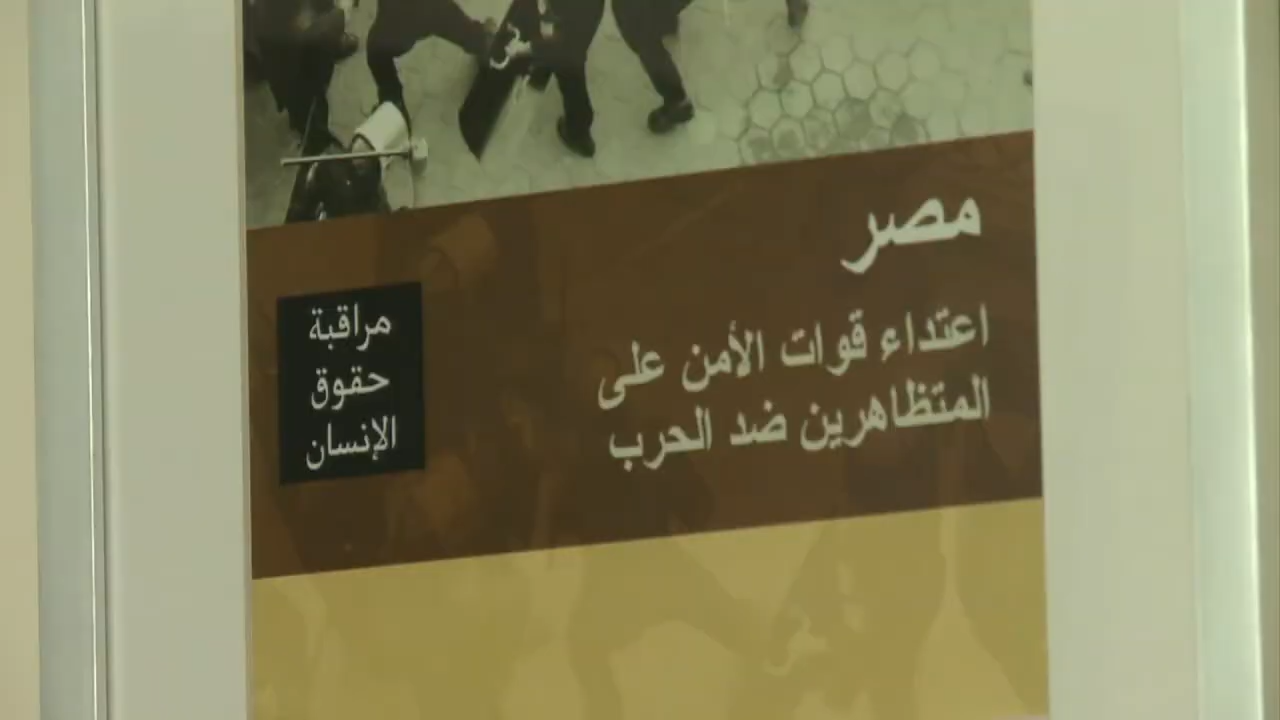 مصر
اعتداء قوات الأمن على
المتظاهرين ضد الحرب
مراقبة
حقوق
الإنسان